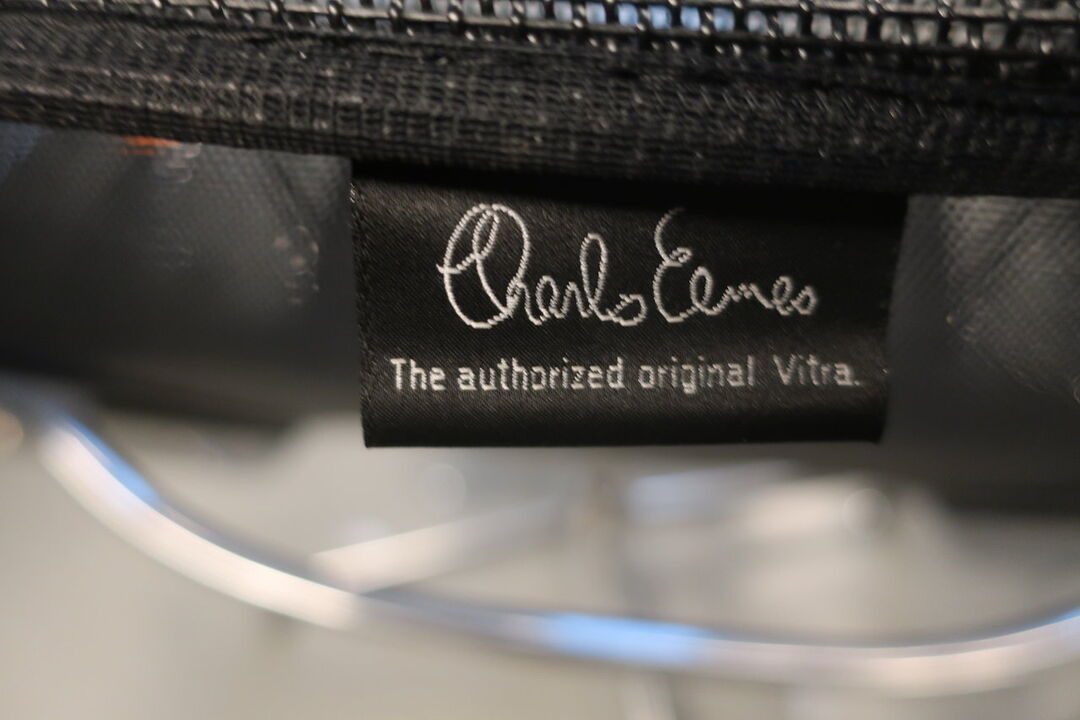 Charles Eames
The authorized original Vitra.